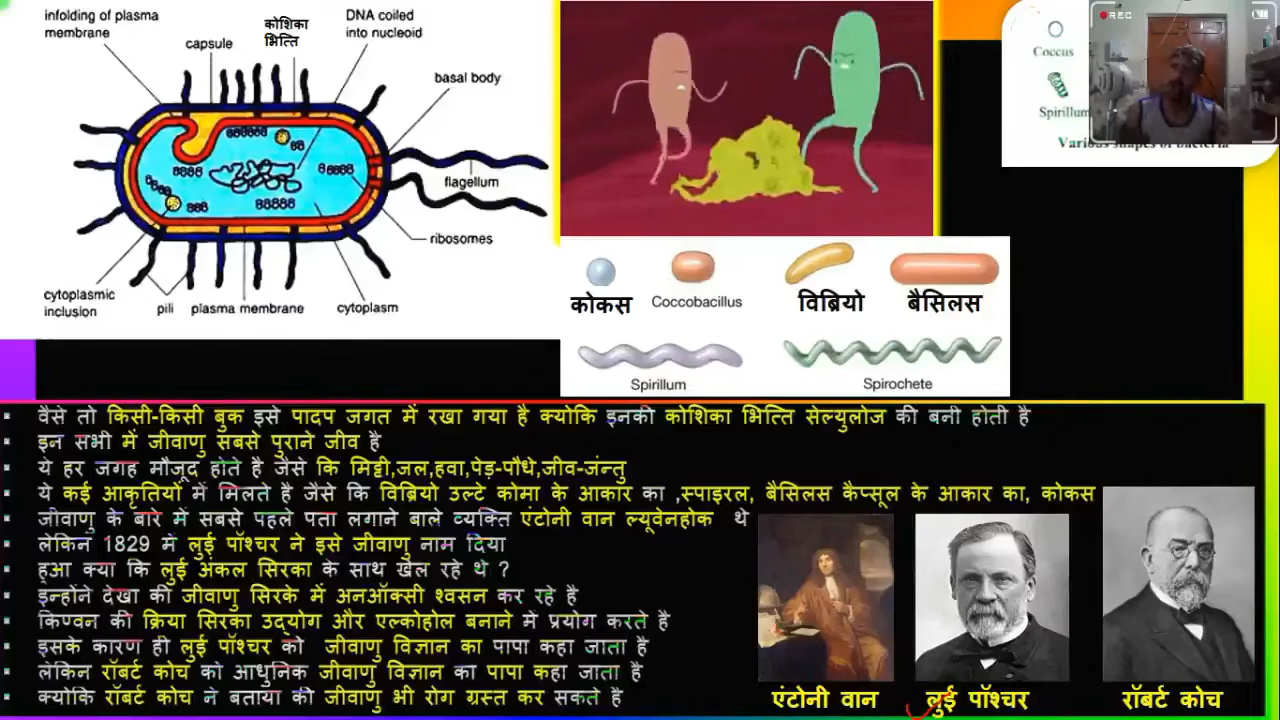 infolding of plasma
membrane
capsule
कोशिका
भित्ति
DNA coiled
into nucleoid
basal body
flagellum
ribosomes
cytoplasmic
inclusion
pili
plasma membrane
cytoplasm
REC
Coccus
Spirillum
Various shapes of bacteria
कोकस
Coccobacillus
विब्रियो
बैसिलस
Spirillum
Spirochete
वैसे तो किसी-किसी बुक इसे पादप जगत में रखा गया है क्योकि इनकी कोशिका भित्ति सेल्युलोज की बनी होती है
इन सभी में जीवाणु सबसे पुराने जीव है
ये हर जगह मौजूद होते है जैसे कि मिट्टी,जल,हवा,पेड़-पौधे,जीव-जंन्तु
ये कई आकृतियों में मिलते है जैसे कि विब्रियो उल्टे कोमा के आकार का ,स्पाइरल, बैसिलस कैप्सूल के आकार का, कोकस
जीवाणु के बारे में सबसे पहले पता लगाने बाले व्यक्ति एंटोनी वान ल्यूवेनहोक थे
लेकिन 1829 में लुई पॉश्चर ने इसे जीवाणु नाम दिया
हुआ क्या कि लुई अंकल सिरका के साथ खेल रहे थे ?
इन्होंने देखा की जीवाणु सिरके में अनऑक्सी श्वसन कर रहे है
किण्वन की क्रिया सिरका उद्योग और एल्कोहोल बनाने में प्रयोग करते है
इसके कारण ही लुई पॉश्चर को जीवाणु विज्ञान का पापा कहा जाता है
लेकिन रॉबर्ट कोच को आधुनिक जीवाणु विज्ञान का पापा कहा जाता है
क्योकि रॉबर्ट कोच ने बताया की जीवाणु भी रोग ग्रस्त कर सकते है
एंटोनी वान
लुई पॉश्चर
रॉबर्ट कोच